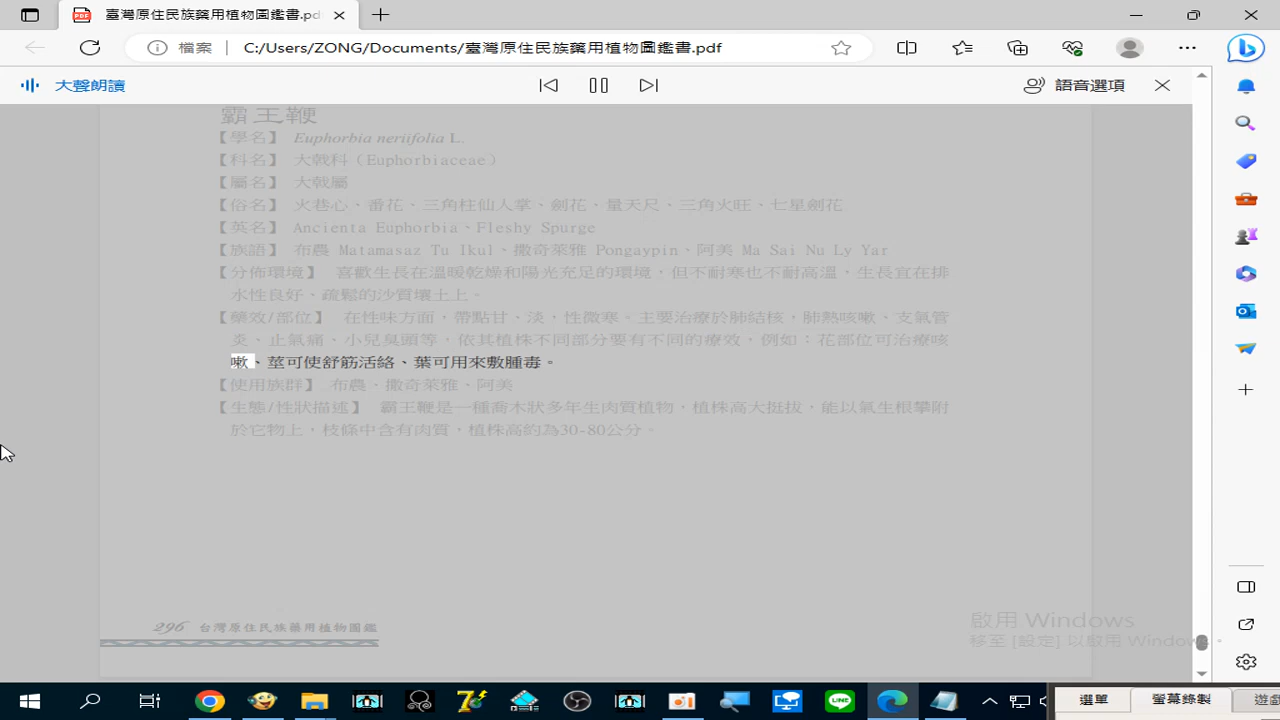 臺灣原住民族藥用植物圖鑑書.pd
檔案
C:/Users/ZONG/Documents/臺灣原住民族藥用植物圖鑑書.pdf
大聲朗讀
語音選項
霸王鞭
【學名】 Euphorbia neriifolia L.
【科名】 大戟科（Euphorbiaceae）
【屬名】 大戟屬
【俗名】 火巷心、番花、三角柱仙人掌、劍花、量天尺、三角火旺、七星劍花
【英名】 Ancienta Euphorbia、Fleshy Spurge
【族語】 布農 Matamasaz Tu Ikul、撒奇萊雅 Pongaypin、阿美 Ma Sai Nu Ly Yar
【分佈環境】 喜歡生長在溫暖乾燥和陽光充足的環境，但不耐寒也不耐高溫，生長宜在排
水性良好、疏鬆的沙質壤土上。
【藥效/部位】 在性味方面，帶點甘、淡、性微寒。主要治療於肺結核，肺熱咳嗽、支氣管
炎、止氣痛、小兒臭頭等，依其植株不同部分要有不同的療效，例如：花部位可治療咳
嗽、莖可使舒筋活絡、葉可用來敷腫毒。
【使用族群】 布農、撒奇萊雅、阿美
【生態/性狀描述】 霸王鞭是一種喬木狀多年生肉質植物，植株高大挺拔，能以氣生根攀附
於它物上，枝條中含有肉質，植株高約為30-80公分。
296 台灣原住民族藥用植物圖鑑
啟用 Windows
移至 [設定] 以啟用 Windows。
選單
螢幕錄製
遊戲
LINE